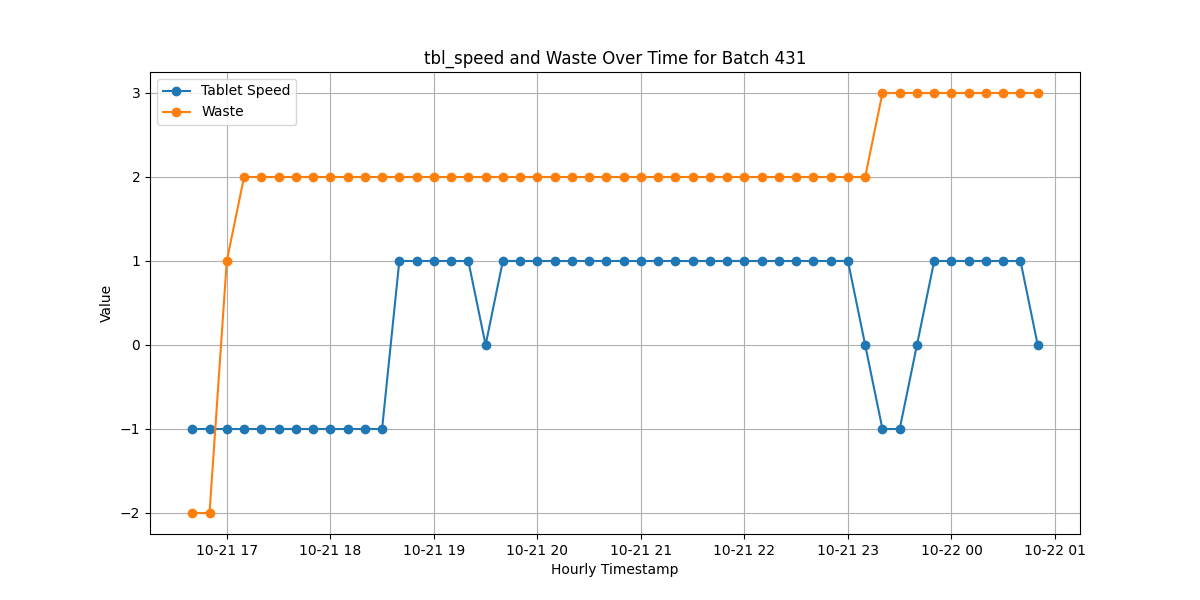 tbl_speed and Waste Over Time for Batch 431
Tablet Speed
Waste
Value
3
2
1
0
−1
−2
10-21 17 10-21 18 10-21 19 10-21 20 10-21 21 10-21 22 10-21 23 10-22 00 10-22 01
Hourly Timestamp